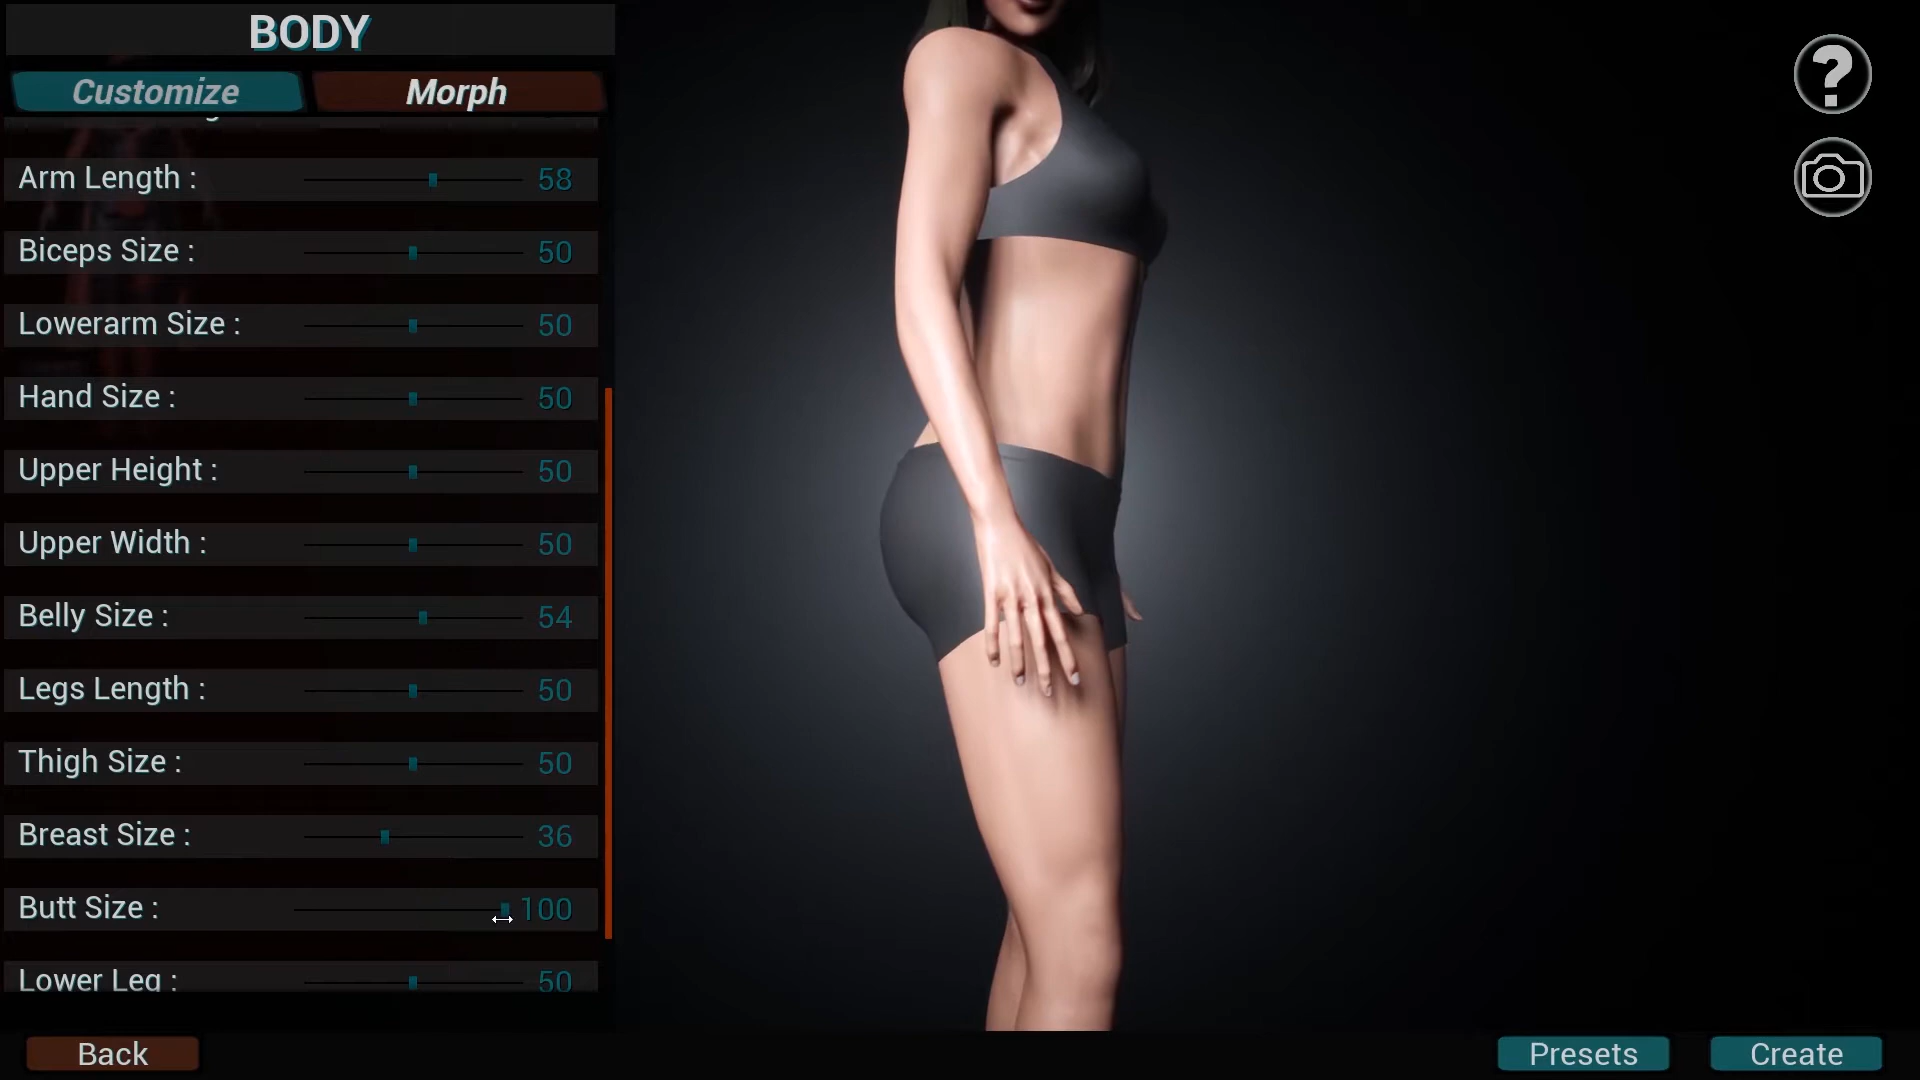 BODY
Customize
Morph
Arm Length : 58
Biceps Size : 50
Lowerarm Size : 50
Hand Size : 50
Upper Height : 50
Upper Width : 50
Belly Size : 54
Legs Length : 50
Thigh Size : 50
Breast Size : 36
Butt Size : 100
Lower Leg : 50
Back
Presets
Create
?